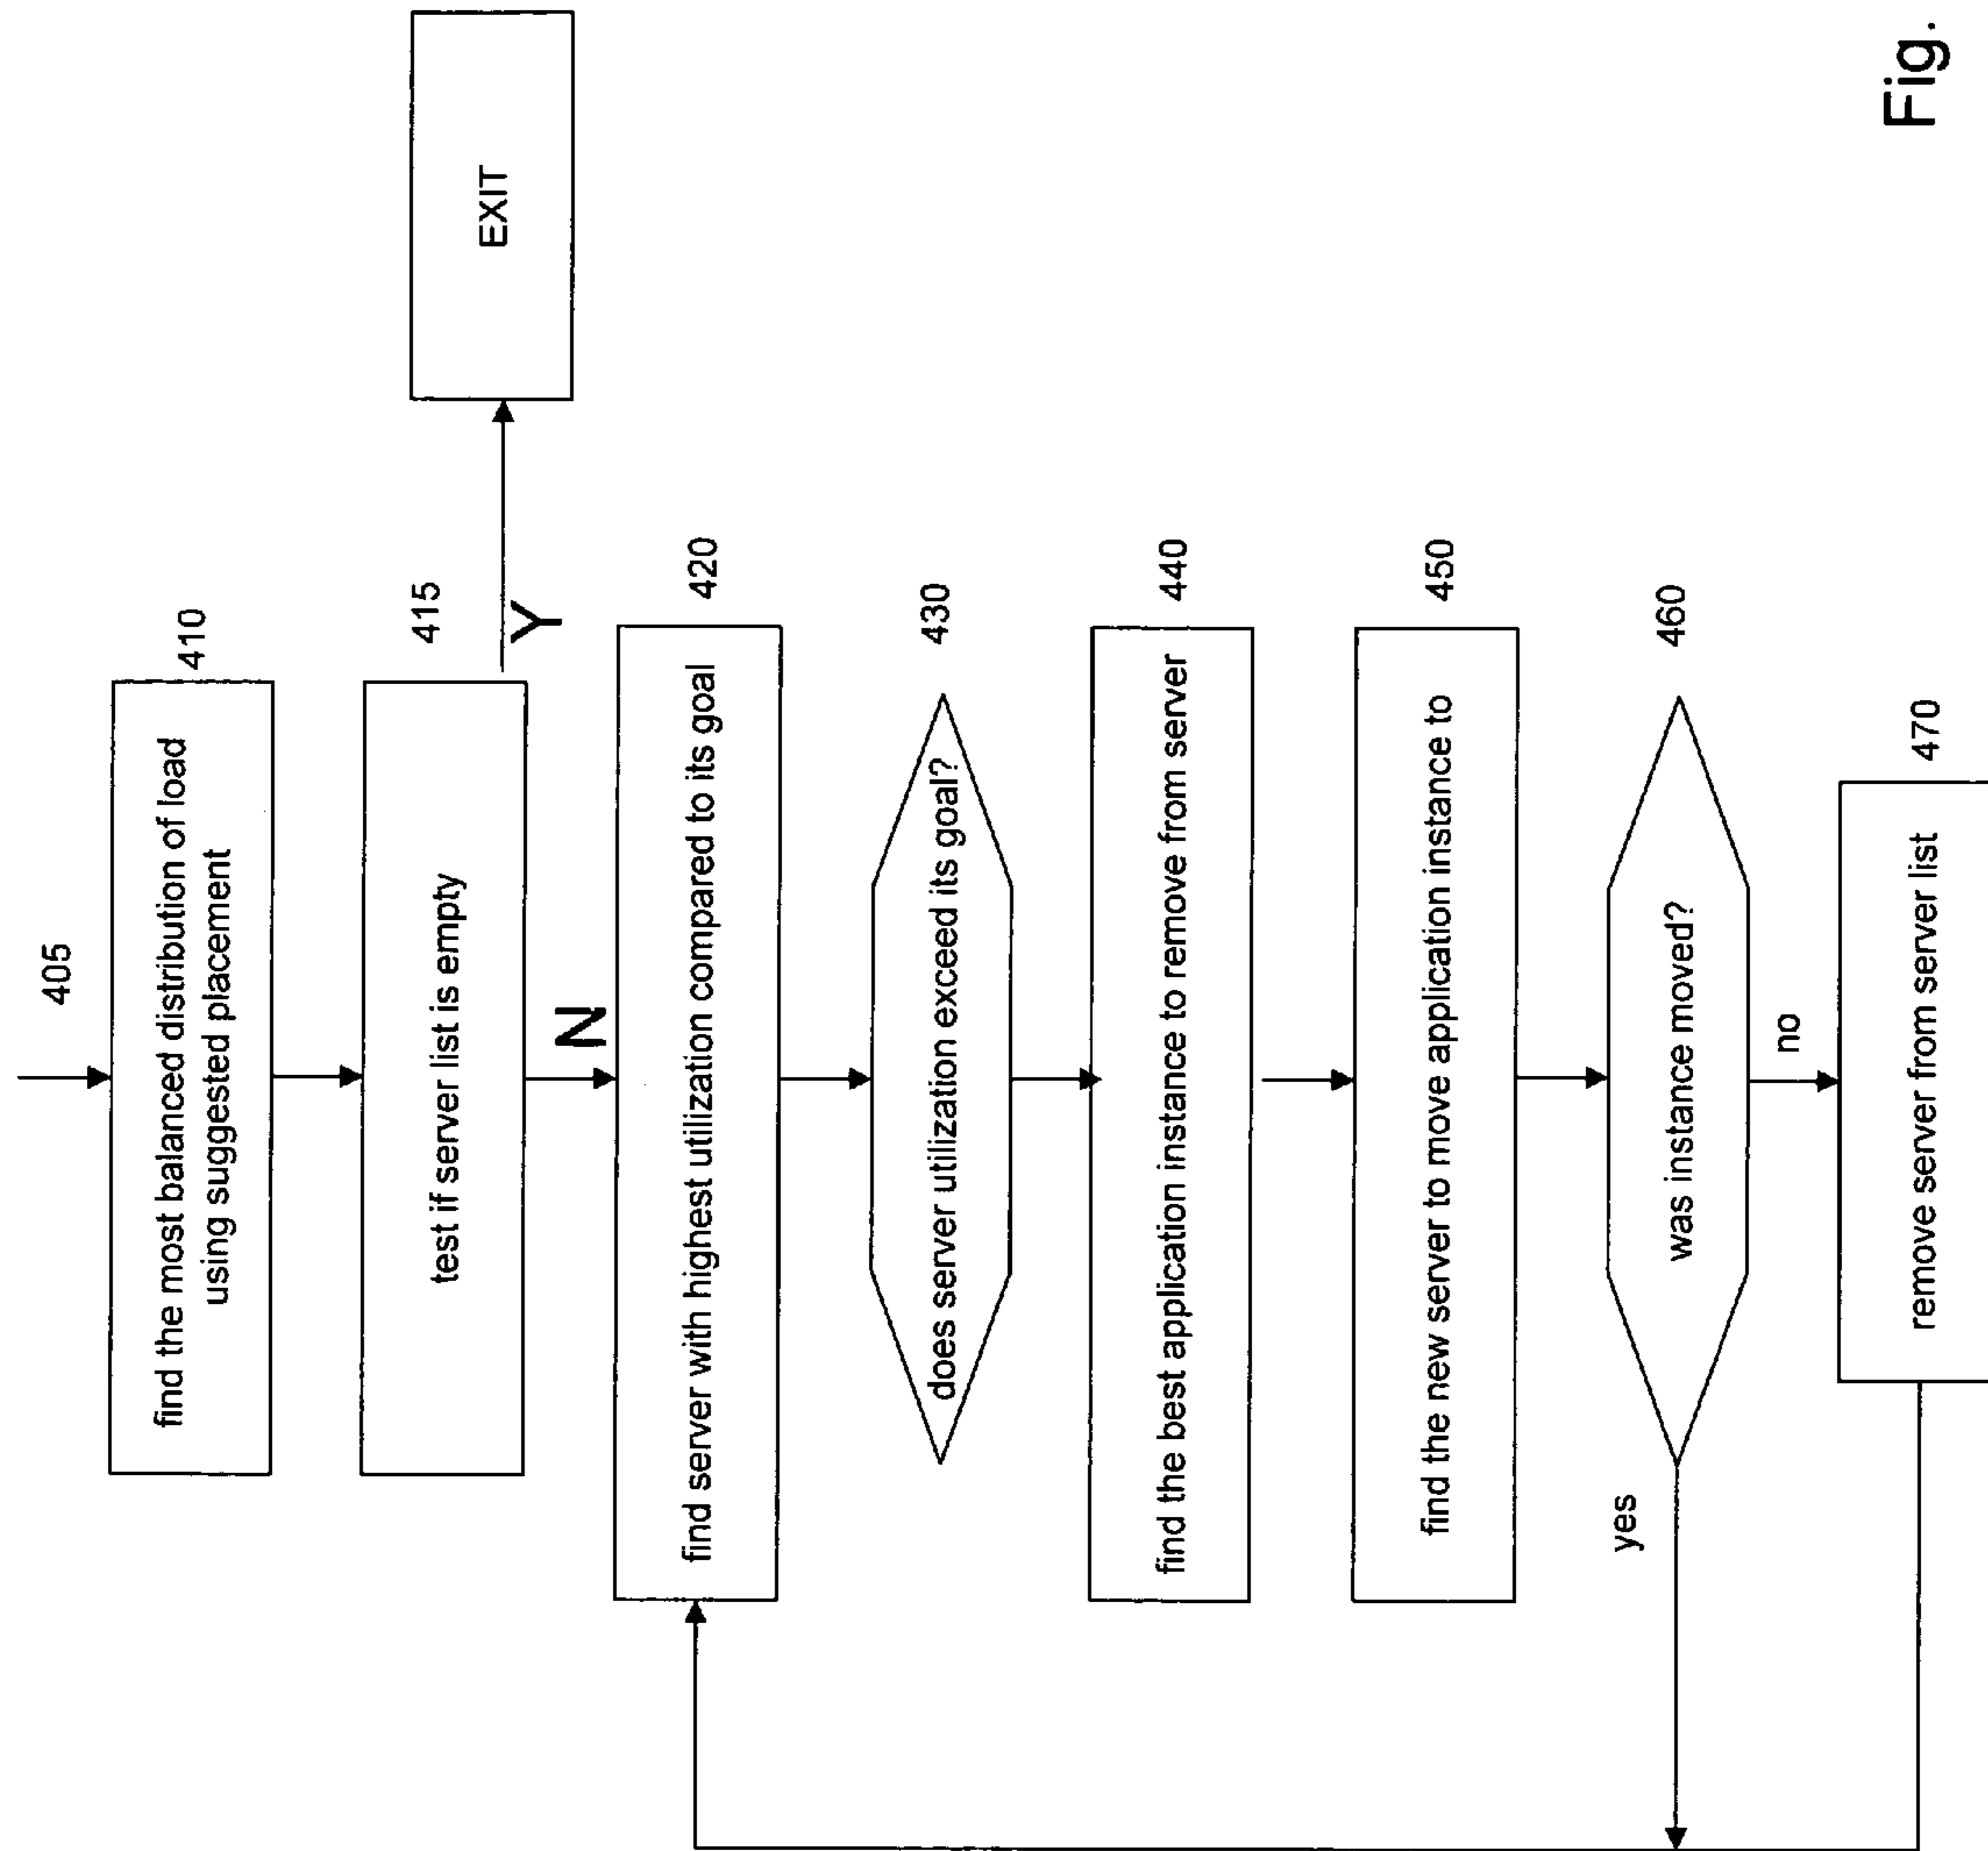 405
find the most balanced distribution of load
using suggested placement
410
test if server list is empty
415
Y
EXIT
N
find server with highest utilization compared to its goal
420
does server utilization exceed its goal?
430
find the best application instance to remove from server
440
find the new server to move application instance to
450
was instance moved?
460
yes
no
remove server from server list
470
Fig.